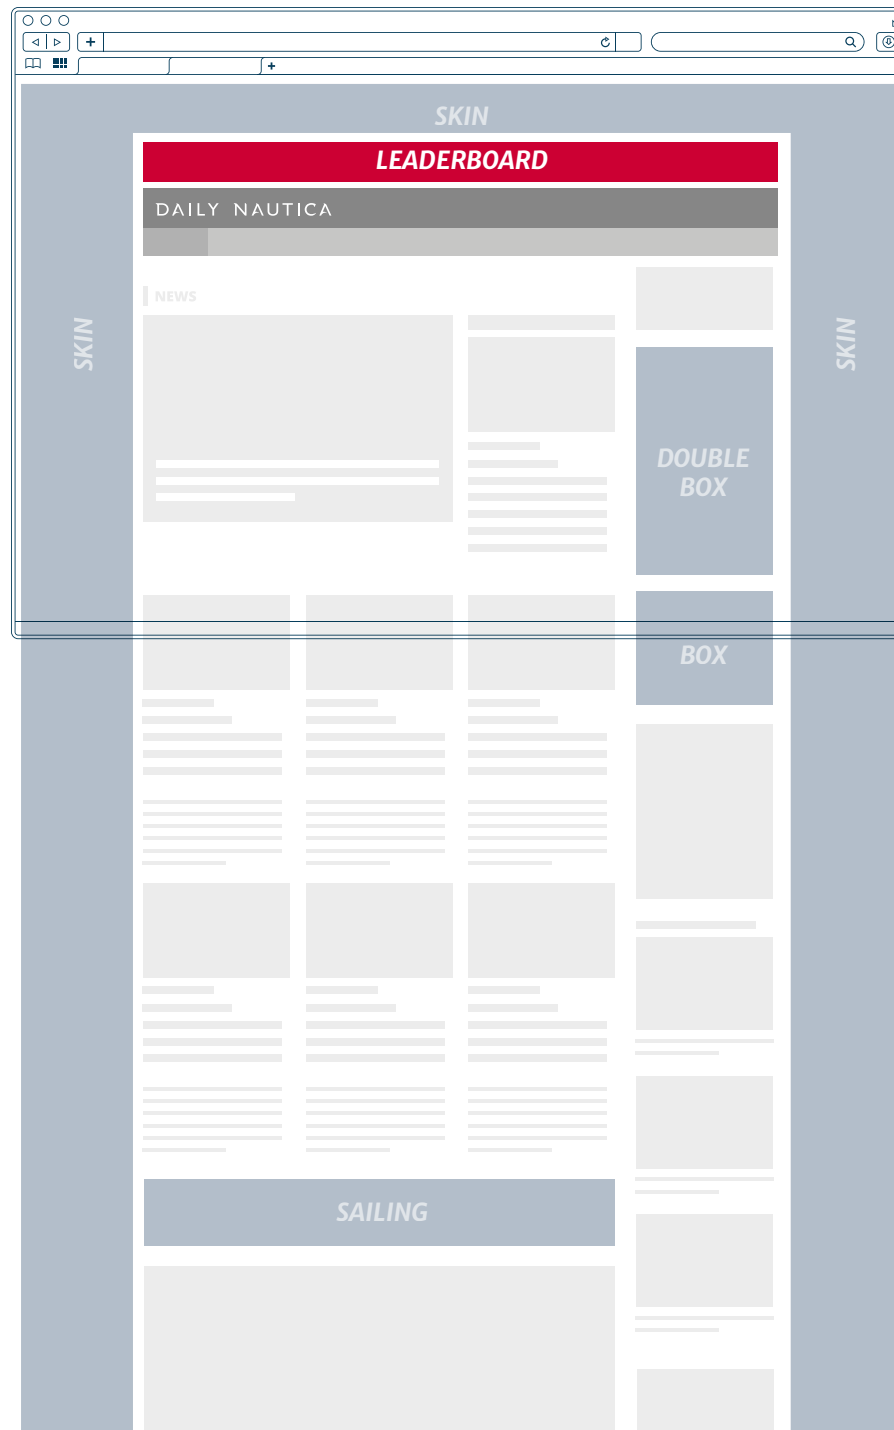 SKIN
LEADERBOARD
DAILY NAUTICA
NEWS
SKIN
SKIN
DOUBLE
BOX
BOX
SAILING